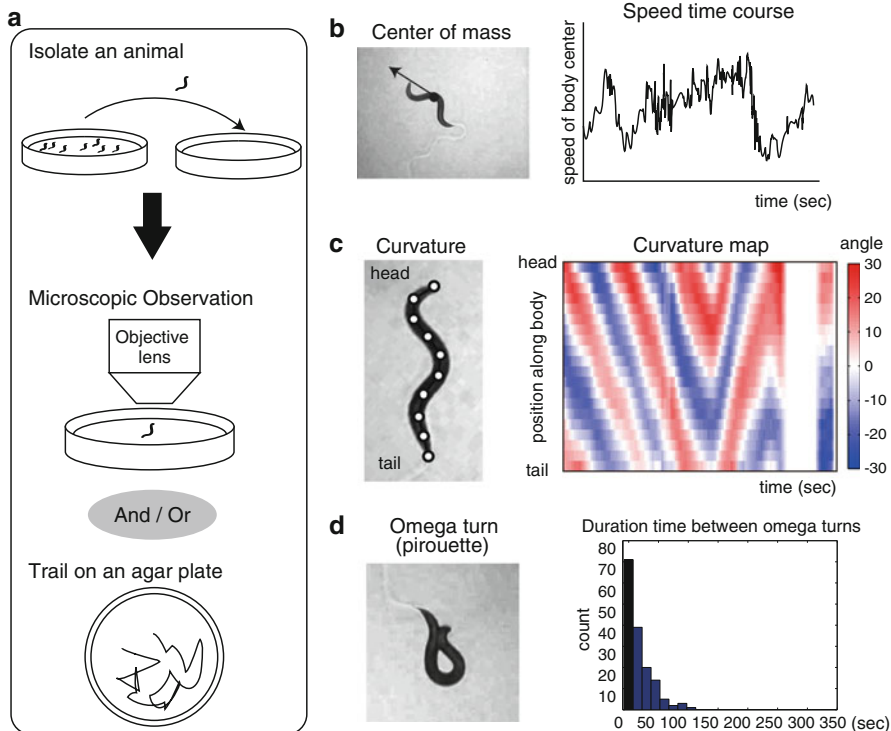 a
Isolate an animal
Microscopic Observation
Objective
lens
And / Or
Trail on an agar plate
b
Center of mass
Speed time course
speed of body center
time (sec)
c
Curvature
head
tail
Curvature map
angle
head
position along body
tail
time (sec)
30
20
10
0
-10
-20
-30
d
Omega turn
(pirouette)
Duration time between omega turns
count
80
70
60
50
40
30
20
10
0 50 100 150 200 250 300 350 (sec)